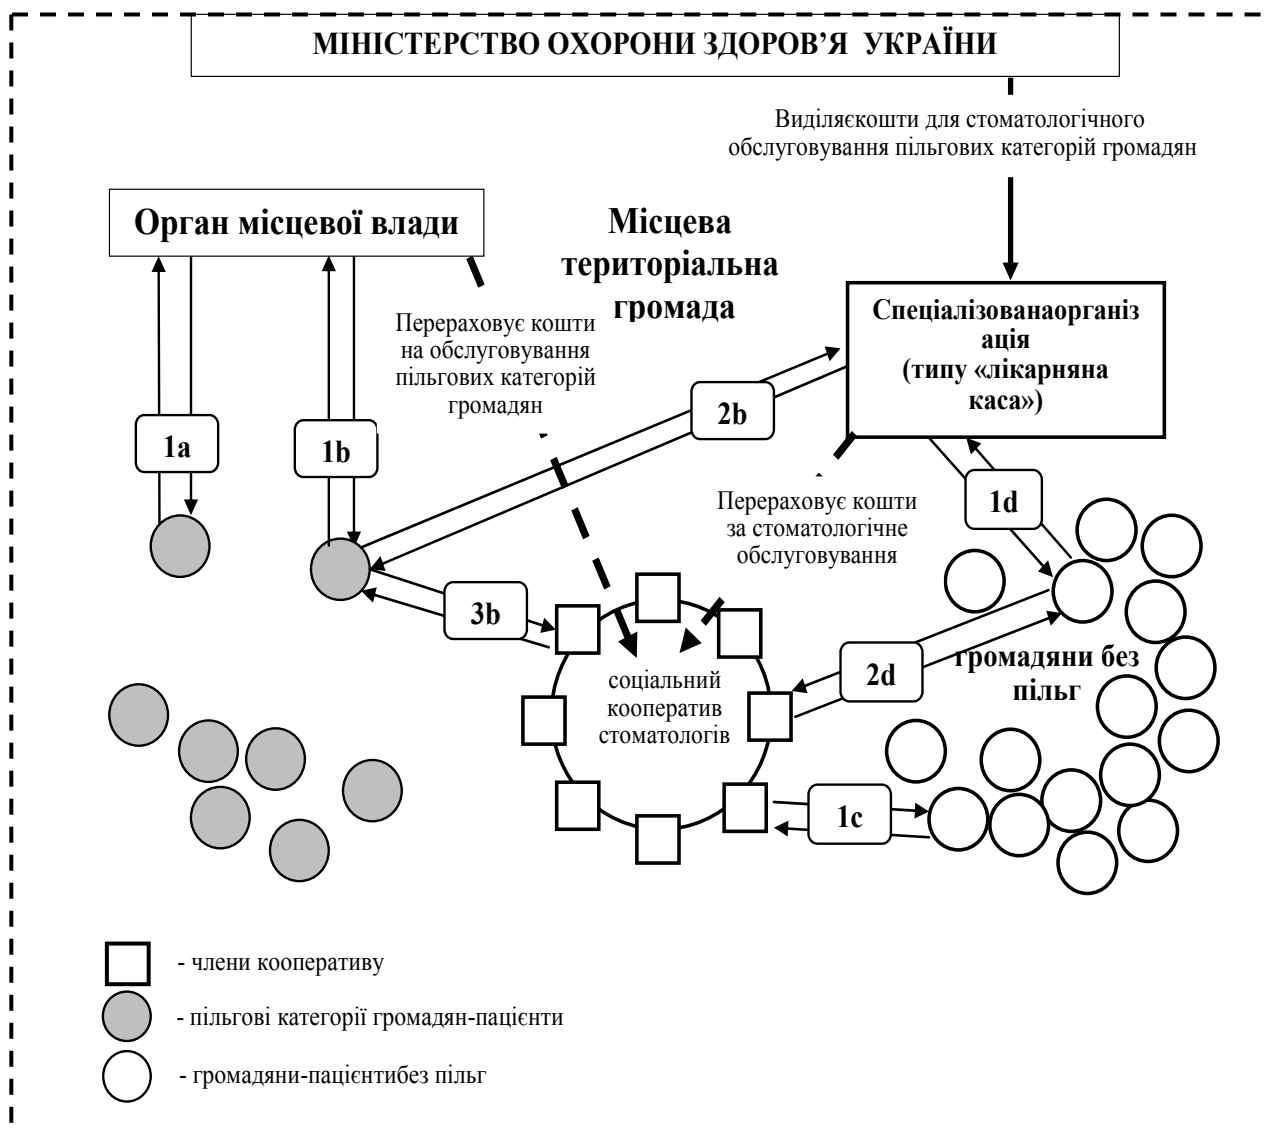 МІНІСТЕРСТВО ОХОРОНИ ЗДОРОВ’Я УКРАЇНИ
Виділяєкошти для стоматологічного
обслуговування пільгових категорій громадян
Орган місцевої влади
Місцева
територіальна
громада
Перераховує кошти
на обслуговування
пільгових категорій
громадян
Спеціалізованаорганіз
ація
(типу «лікарняна
каса»)
1a
1b
2b
1d
Перераховує кошти
за стоматологічне
обслуговування
3b
2d
громадяни без
пільг
соціальний
кооператив
стоматологів
1c
- члени кооперативу
- пільгові категорії громадян-пацієнти
- громадяни-пацієнтибез пільг